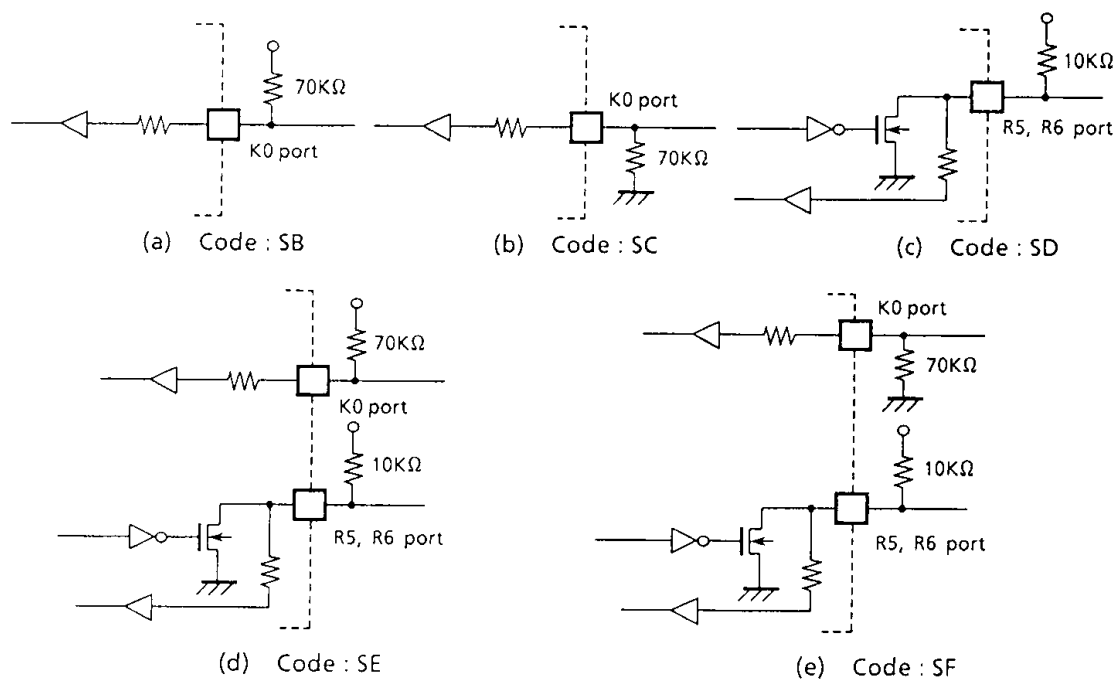 70KΩ
K0 port
(a) Code : SB
K0 port
70KΩ
(b) Code : SC
10KΩ
R5, R6 port
(c) Code : SD
70KΩ
K0 port
10KΩ
R5, R6 port
(d) Code : SE
K0 port
70KΩ
10KΩ
R5, R6 port
(e) Code : SF